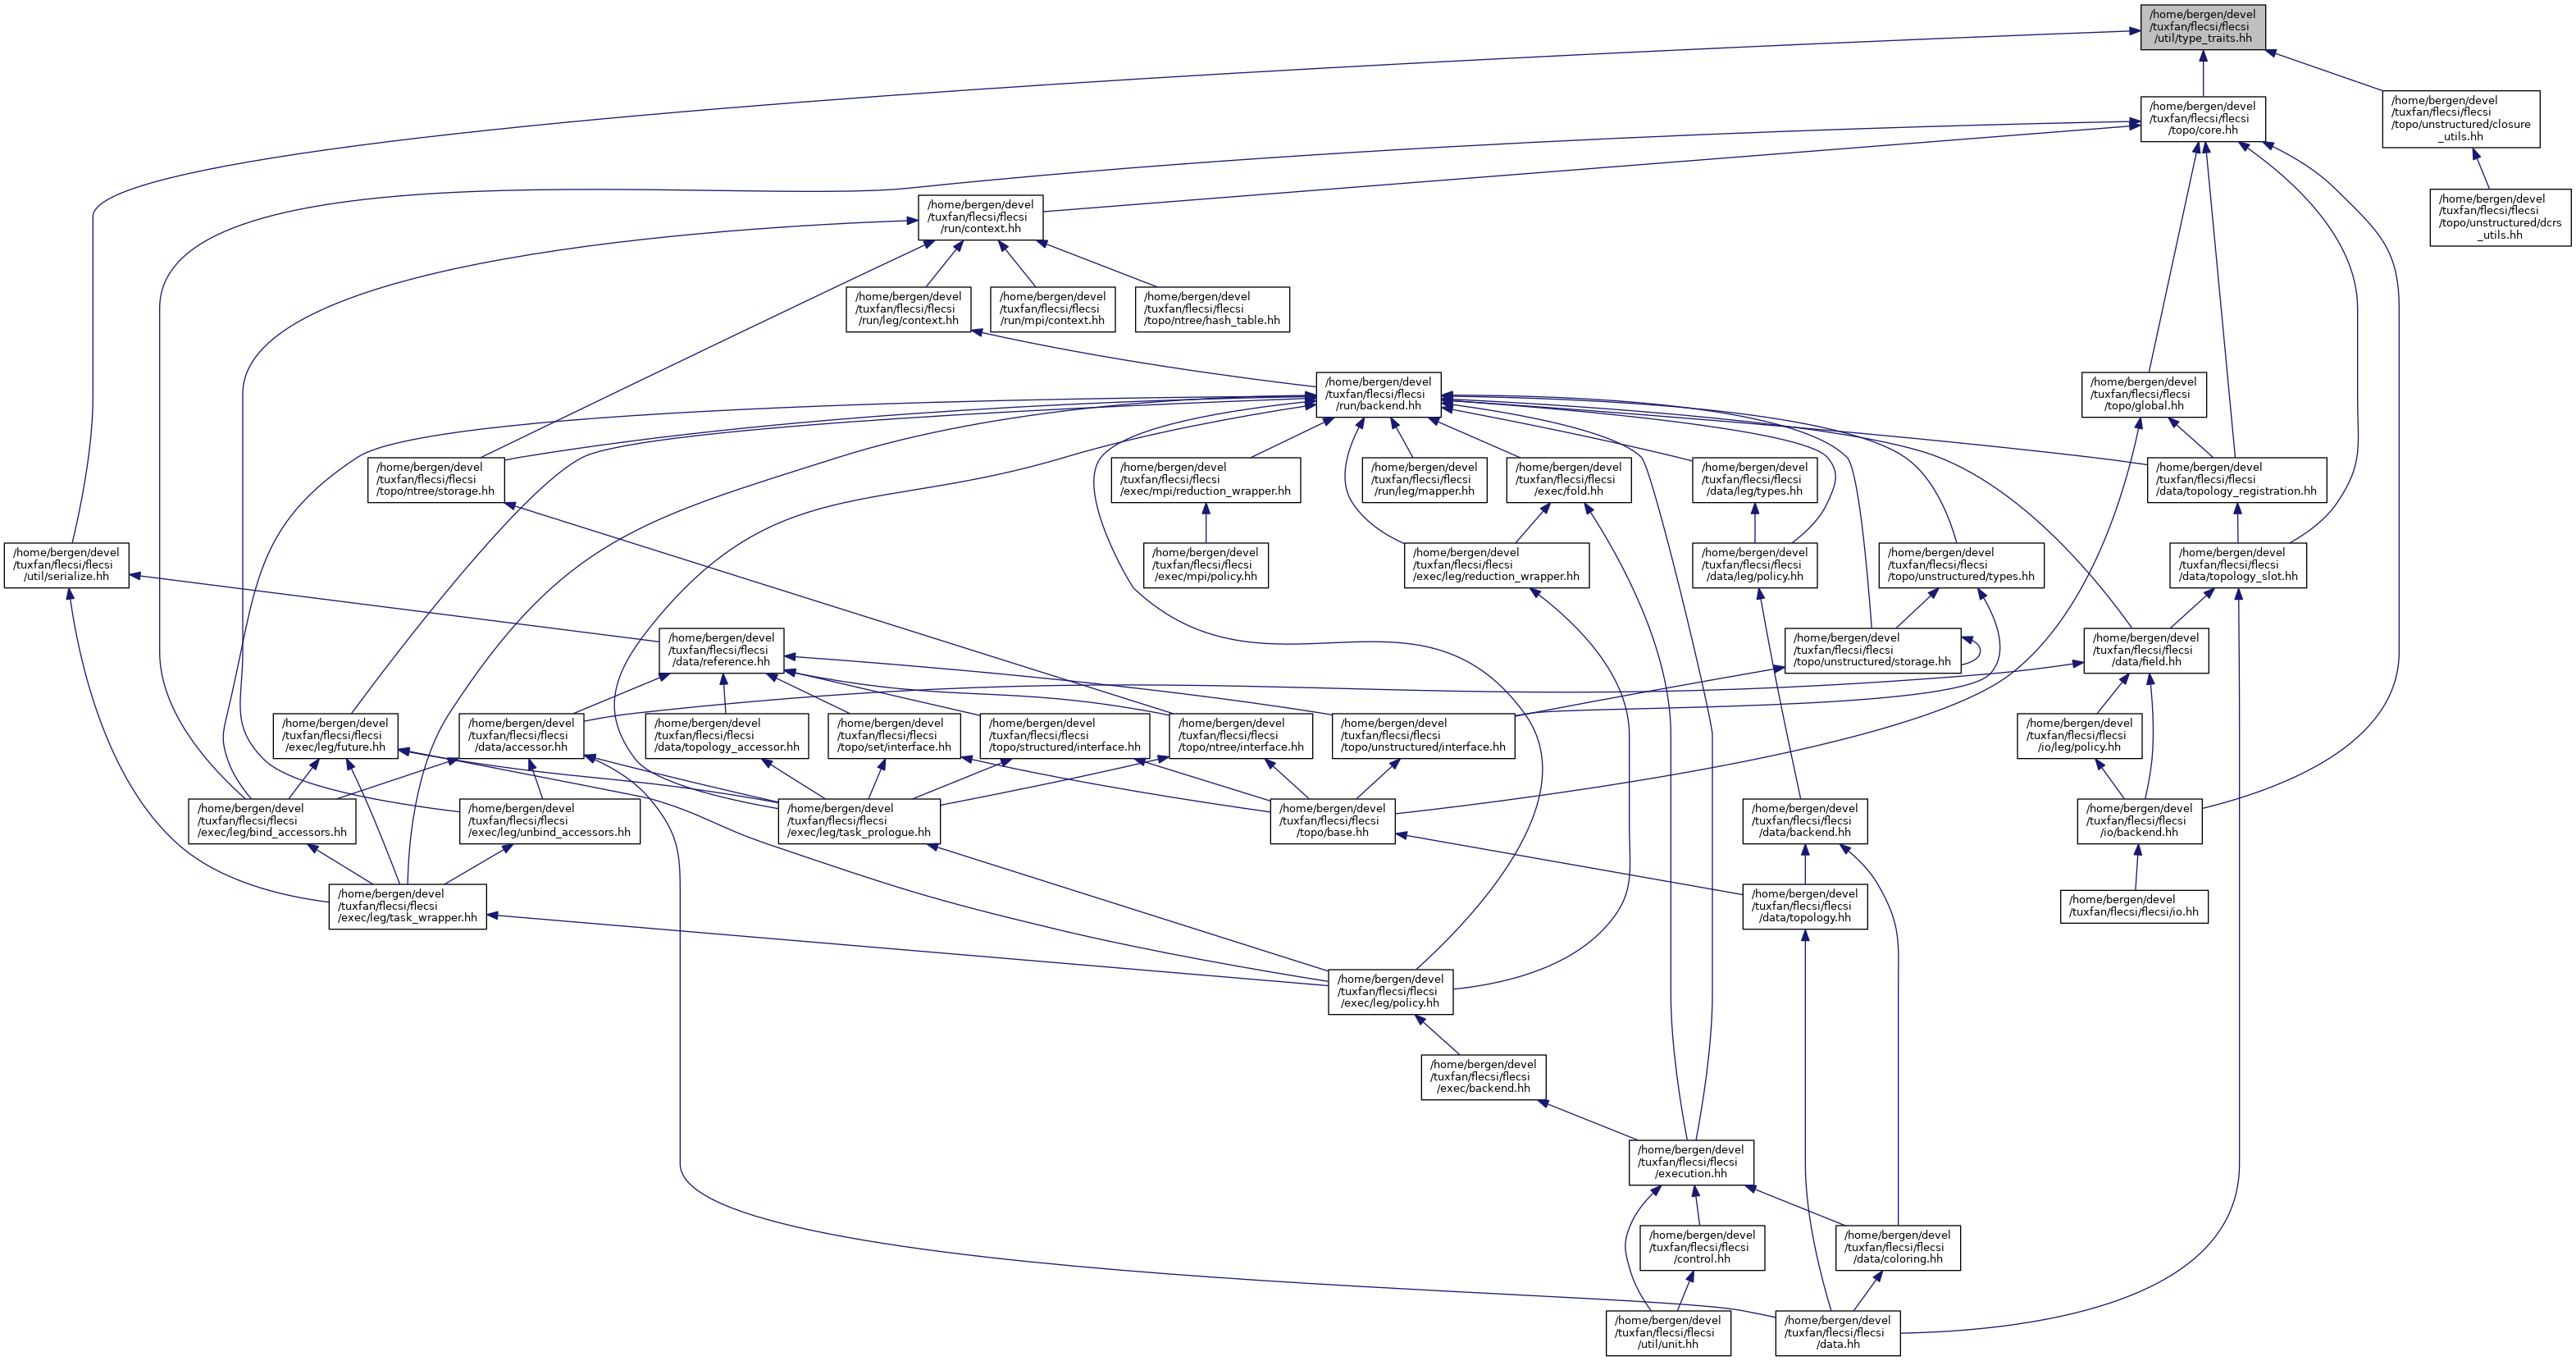 /home/bergen/devel
/tuxfan/flecsi/flecsi
/util/type_traits.hh
/home/bergen/devel
/tuxfan/flecsi/flecsi
/topo/core.hh
/home/bergen/devel
/tuxfan/flecsi/flecsi
/topo/unstructured/closure
_utils.hh
/home/bergen/devel
/tuxfan/flecsi/flecsi
/topo/unstructured/dcrs
_utils.hh
/home/bergen/devel
/tuxfan/flecsi/flecsi
/run/context.hh
/home/bergen/devel
/tuxfan/flecsi/flecsi
/run/leg/context.hh
/home/bergen/devel
/tuxfan/flecsi/flecsi
/run/mpi/context.hh
/home/bergen/devel
/tuxfan/flecsi/flecsi
/topo/ntree/hash_table.hh
/home/bergen/devel
/tuxfan/flecsi/flecsi
/run/backend.hh
/home/bergen/devel
/tuxfan/flecsi/flecsi
/topo/global.hh
/home/bergen/devel
/tuxfan/flecsi/flecsi
/topo/ntree/storage.hh
/home/bergen/devel
/tuxfan/flecsi/flecsi
/exec/mpi/reduction_wrapper.hh
/home/bergen/devel
/tuxfan/flecsi/flecsi
/run/leg/mapper.hh
/home/bergen/devel
/tuxfan/flecsi/flecsi
/exec/fold.hh
/home/bergen/devel
/tuxfan/flecsi/flecsi
/data/leg/types.hh
/home/bergen/devel
/tuxfan/flecsi/flecsi
/data/topology_registration.hh
/home/bergen/devel
/tuxfan/flecsi/flecsi
/util/serialize.hh
/home/bergen/devel
/tuxfan/flecsi/flecsi
/exec/mpi/policy.hh
/home/bergen/devel
/tuxfan/flecsi/flecsi
/exec/leg/reduction_wrapper.hh
/home/bergen/devel
/tuxfan/flecsi/flecsi
/data/leg/policy.hh
/home/bergen/devel
/tuxfan/flecsi/flecsi
/topo/unstructured/types.hh
/home/bergen/devel
/tuxfan/flecsi/flecsi
/data/topology_slot.hh
/home/bergen/devel
/tuxfan/flecsi/flecsi
/data/reference.hh
/home/bergen/devel
/tuxfan/flecsi/flecsi
/topo/unstructured/storage.hh
/home/bergen/devel
/tuxfan/flecsi/flecsi
/data/field.hh
/home/bergen/devel
/tuxfan/flecsi/flecsi
/exec/leg/future.hh
/home/bergen/devel
/tuxfan/flecsi/flecsi
/data/accessor.hh
/home/bergen/devel
/tuxfan/flecsi/flecsi
/data/topology_accessor.hh
/home/bergen/devel
/tuxfan/flecsi/flecsi
/topo/set/interface.hh
/home/bergen/devel
/tuxfan/flecsi/flecsi
/topo/structured/interface.hh
/home/bergen/devel
/tuxfan/flecsi/flecsi
/topo/ntree/interface.hh
/home/bergen/devel
/tuxfan/flecsi/flecsi
/topo/unstructured/interface.hh
/home/bergen/devel
/tuxfan/flecsi/flecsi
/io/leg/policy.hh
/home/bergen/devel
/tuxfan/flecsi/flecsi
/exec/leg/bind_accessors.hh
/home/bergen/devel
/tuxfan/flecsi/flecsi
/exec/leg/unbind_accessors.hh
/home/bergen/devel
/tuxfan/flecsi/flecsi
/exec/leg/task_prologue.hh
/home/bergen/devel
/tuxfan/flecsi/flecsi
/topo/base.hh
/home/bergen/devel
/tuxfan/flecsi/flecsi
/data/backend.hh
/home/bergen/devel
/tuxfan/flecsi/flecsi
/io/backend.hh
/home/bergen/devel
/tuxfan/flecsi/flecsi
/exec/leg/task_wrapper.hh
/home/bergen/devel
/tuxfan/flecsi/flecsi
/data/topology.hh
/home/bergen/devel
/tuxfan/flecsi/flecsi/io.hh
/home/bergen/devel
/tuxfan/flecsi/flecsi
/exec/leg/policy.hh
/home/bergen/devel
/tuxfan/flecsi/flecsi
/exec/backend.hh
/home/bergen/devel
/tuxfan/flecsi/flecsi
/execution.hh
/home/bergen/devel
/tuxfan/flecsi/flecsi
/control.hh
/home/bergen/devel
/tuxfan/flecsi/flecsi
/data/coloring.hh
/home/bergen/devel
/tuxfan/flecsi/flecsi
/util/unit.hh
/home/bergen/devel
/tuxfan/flecsi/flecsi
/data.hh